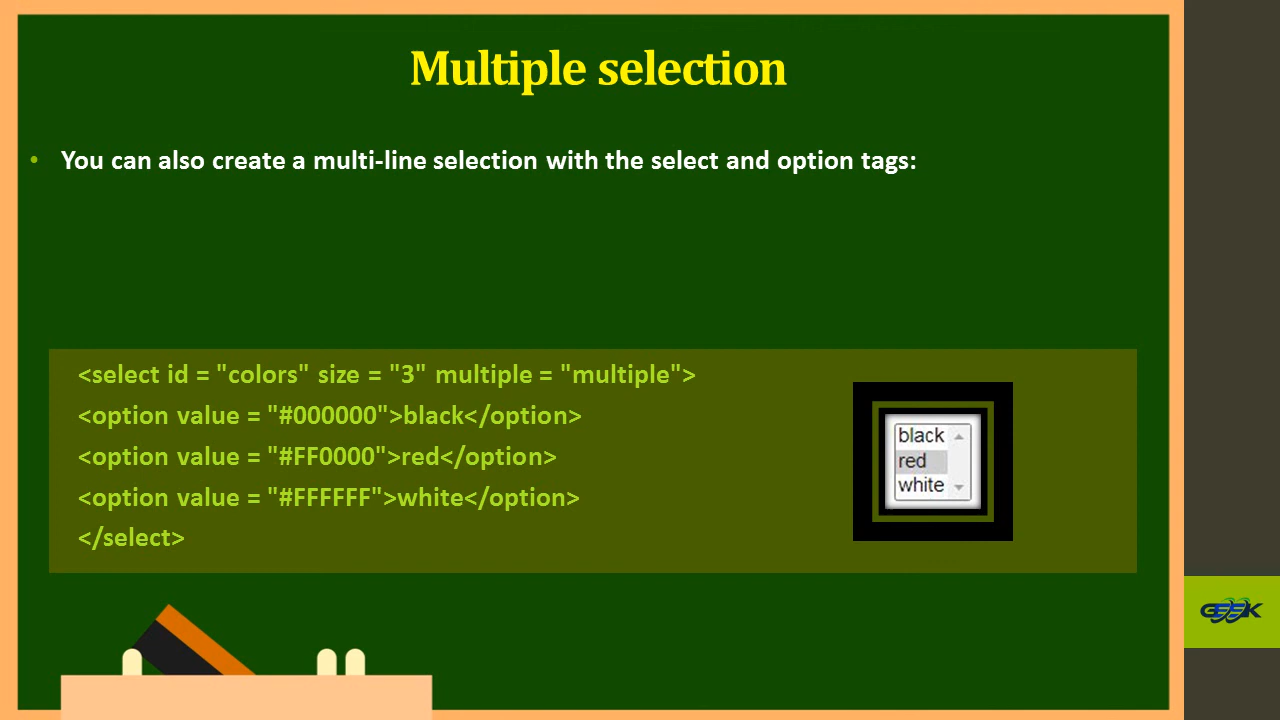 Multiple selection
• You can also create a multi-line selection with the select and option tags:
<select id = "colors" size = "3" multiple = "multiple">
<option value = "#000000">black</option>
<option value = "#FF0000">red</option>
<option value = "#FFFFFF">white</option>
</select>
black
red
white
GEEK